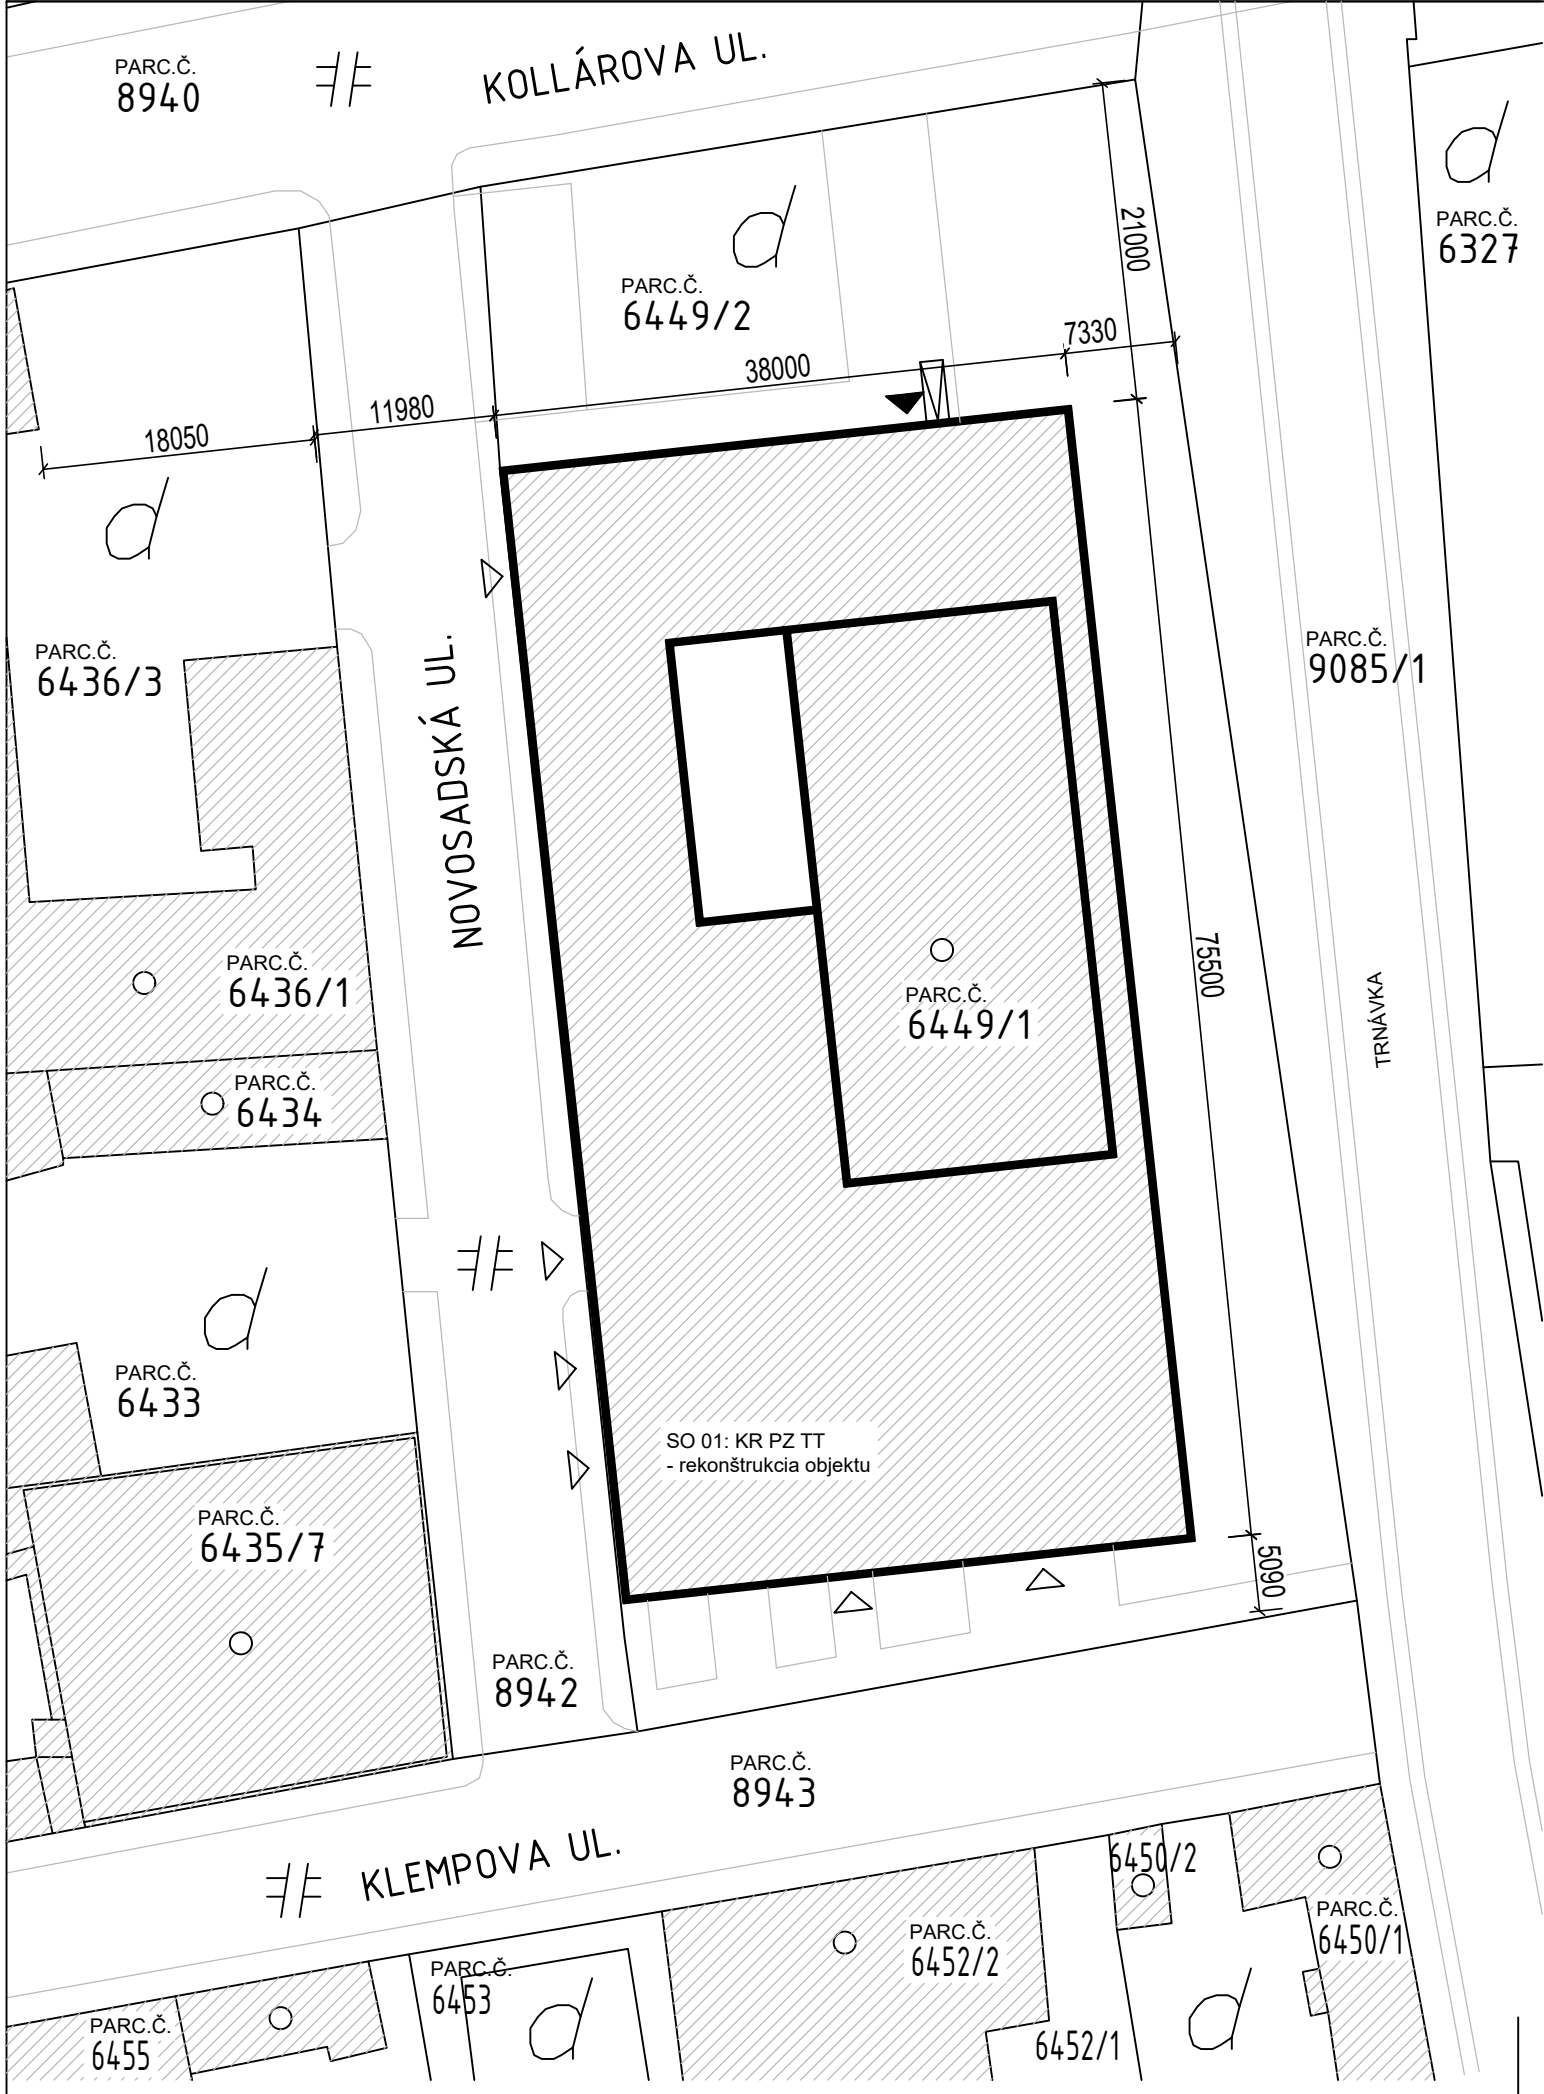 PARC.Č.
8940
KOLLÁROVA UL.
PARC.Č.
6327
21000
PARC.Č.
6449/2
7330
38000
11980
18050
PARC.Č.
6436/3
NOVOSADSKÁ UL.
PARC.Č.
9085/1
75500
TRNÁVKA
PARC.Č.
6436/1
PARC.Č.
6449/1
PARC.Č.
6434
PARC.Č.
6433
SO 01: KR PZ TT
- rekonštrukcia objektu
PARC.Č.
6435/7
5090
PARC.Č.
8942
PARC.Č.
8943
KLEMPOVA UL.
6450/2
PARC.Č.
6450/1
PARC.Č.
6452/2
PARC.Č.
6453
PARC.Č.
6455
6452/1